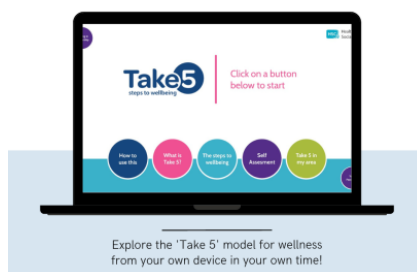 Take5
steps to wellbeing
Click on a button
below to start
How to
use this
What is
Take 5?
The steps to
wellbeing
Self
Assesment
Take 5 in
my area
Explore the 'Take 5' model for wellness
from your own device in your own time!